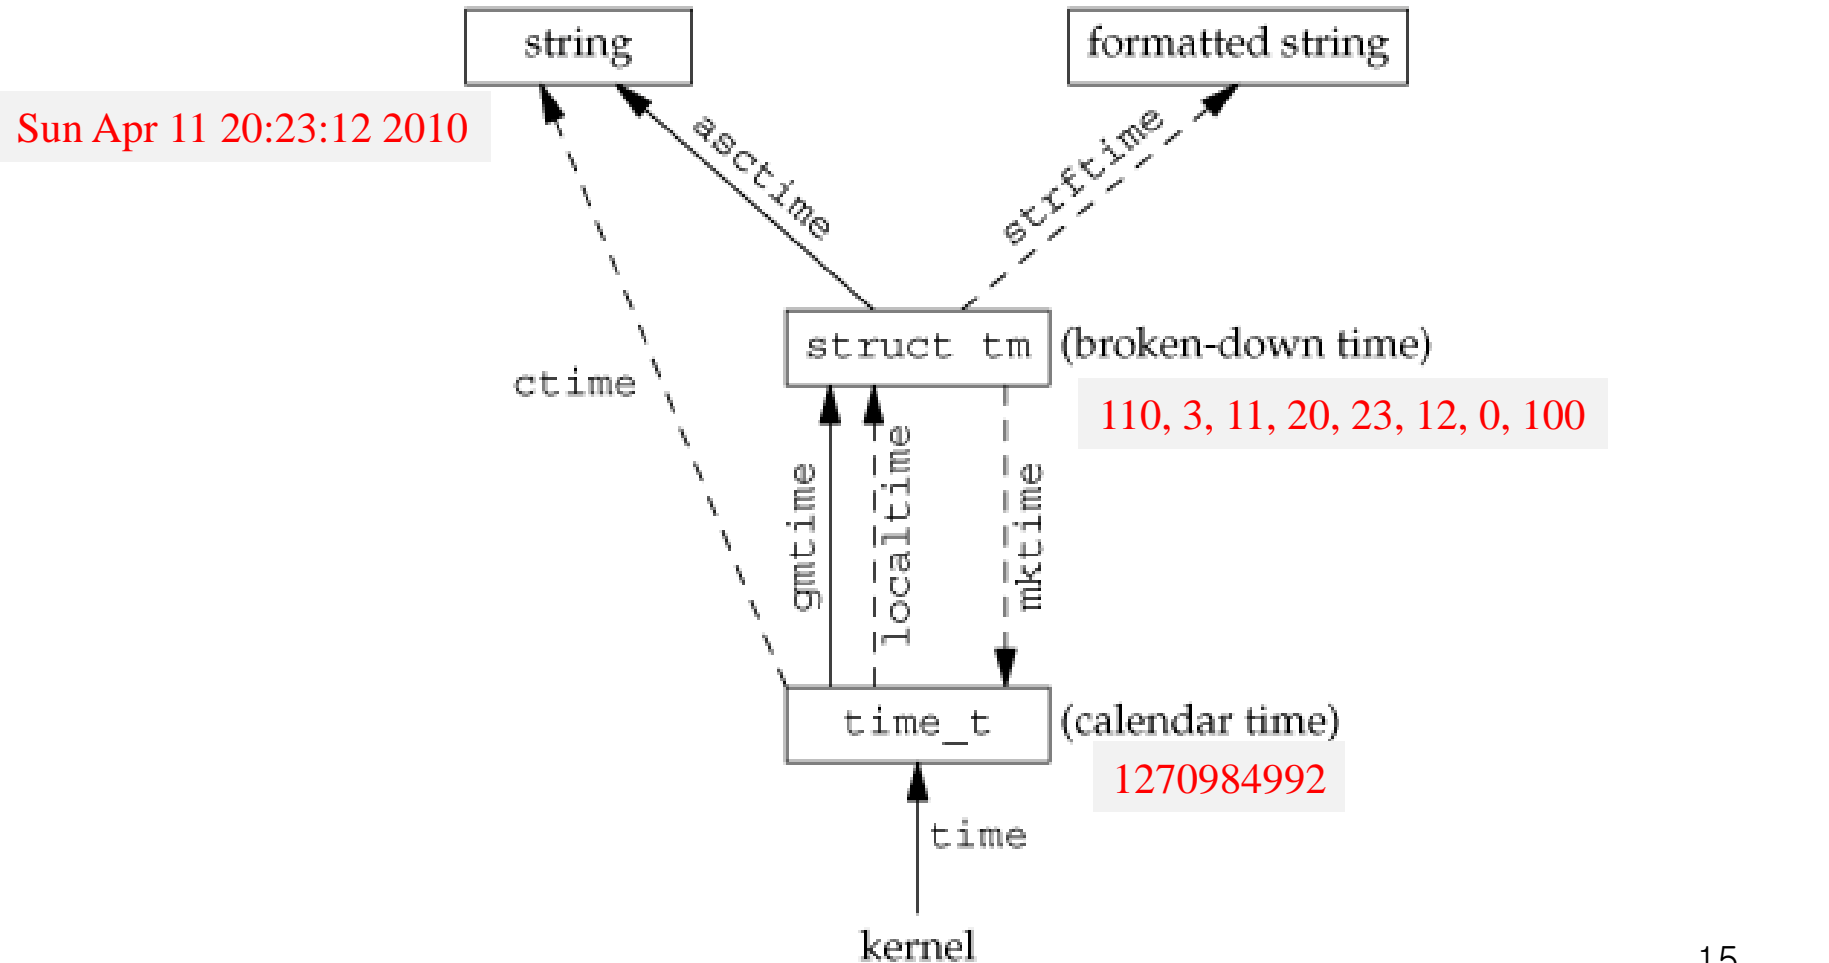 string
formatted string
Sun Apr 11 20:23:12 2010
asctime
strftime
struct tm
(broken-down time)
ctime
110, 3, 11, 20, 23, 12, 0, 100
gmtime
localtime
mktime
time_t
(calendar time)
1270984992
time
kernel
15